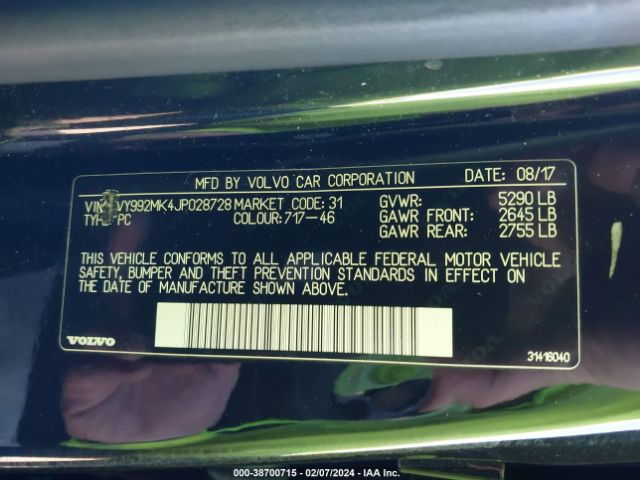 MFD BY VOLVO CAR CORPORATION DATE: 08/17
VIN: VY992MK4JP028728 MARKET CODE: 31 GVWR: 5290 LB
TYPE: PC COLOUR: 717-46 GAWR FRONT: 2645 LB
GAWR REAR: 2755 LB
THIS VEHICLE CONFORMS TO ALL APPLICABLE FEDERAL MOTOR VEHICLE
SAFETY, BUMPER AND THEFT PREVENTION STANDARDS IN EFFECT ON
THE DATE OF MANUFACTURE SHOWN ABOVE.
VOLVO 31416040
000-38700715 - 02/07/2024 - IAA Inc.